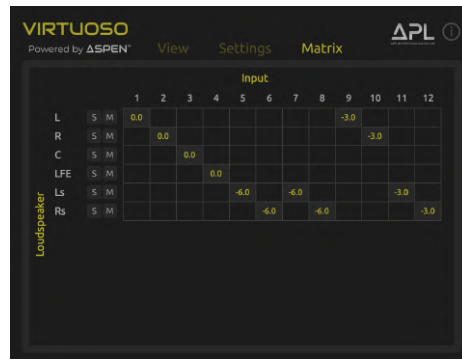 VIRTUOSO
Powered by ΔSPEN™
View Settings Matrix
ΔPL
Input
1 2 3 4 5 6 7 8 9 10 11 12
L S M 0.0 -3.0
R S M 0.0 -3.0
C S M 0.0
LFE S M 0.0
Ls S M -6.0 -6.0 -3.0
Rs S M -6.0 -6.0 -3.0
Loudspeaker